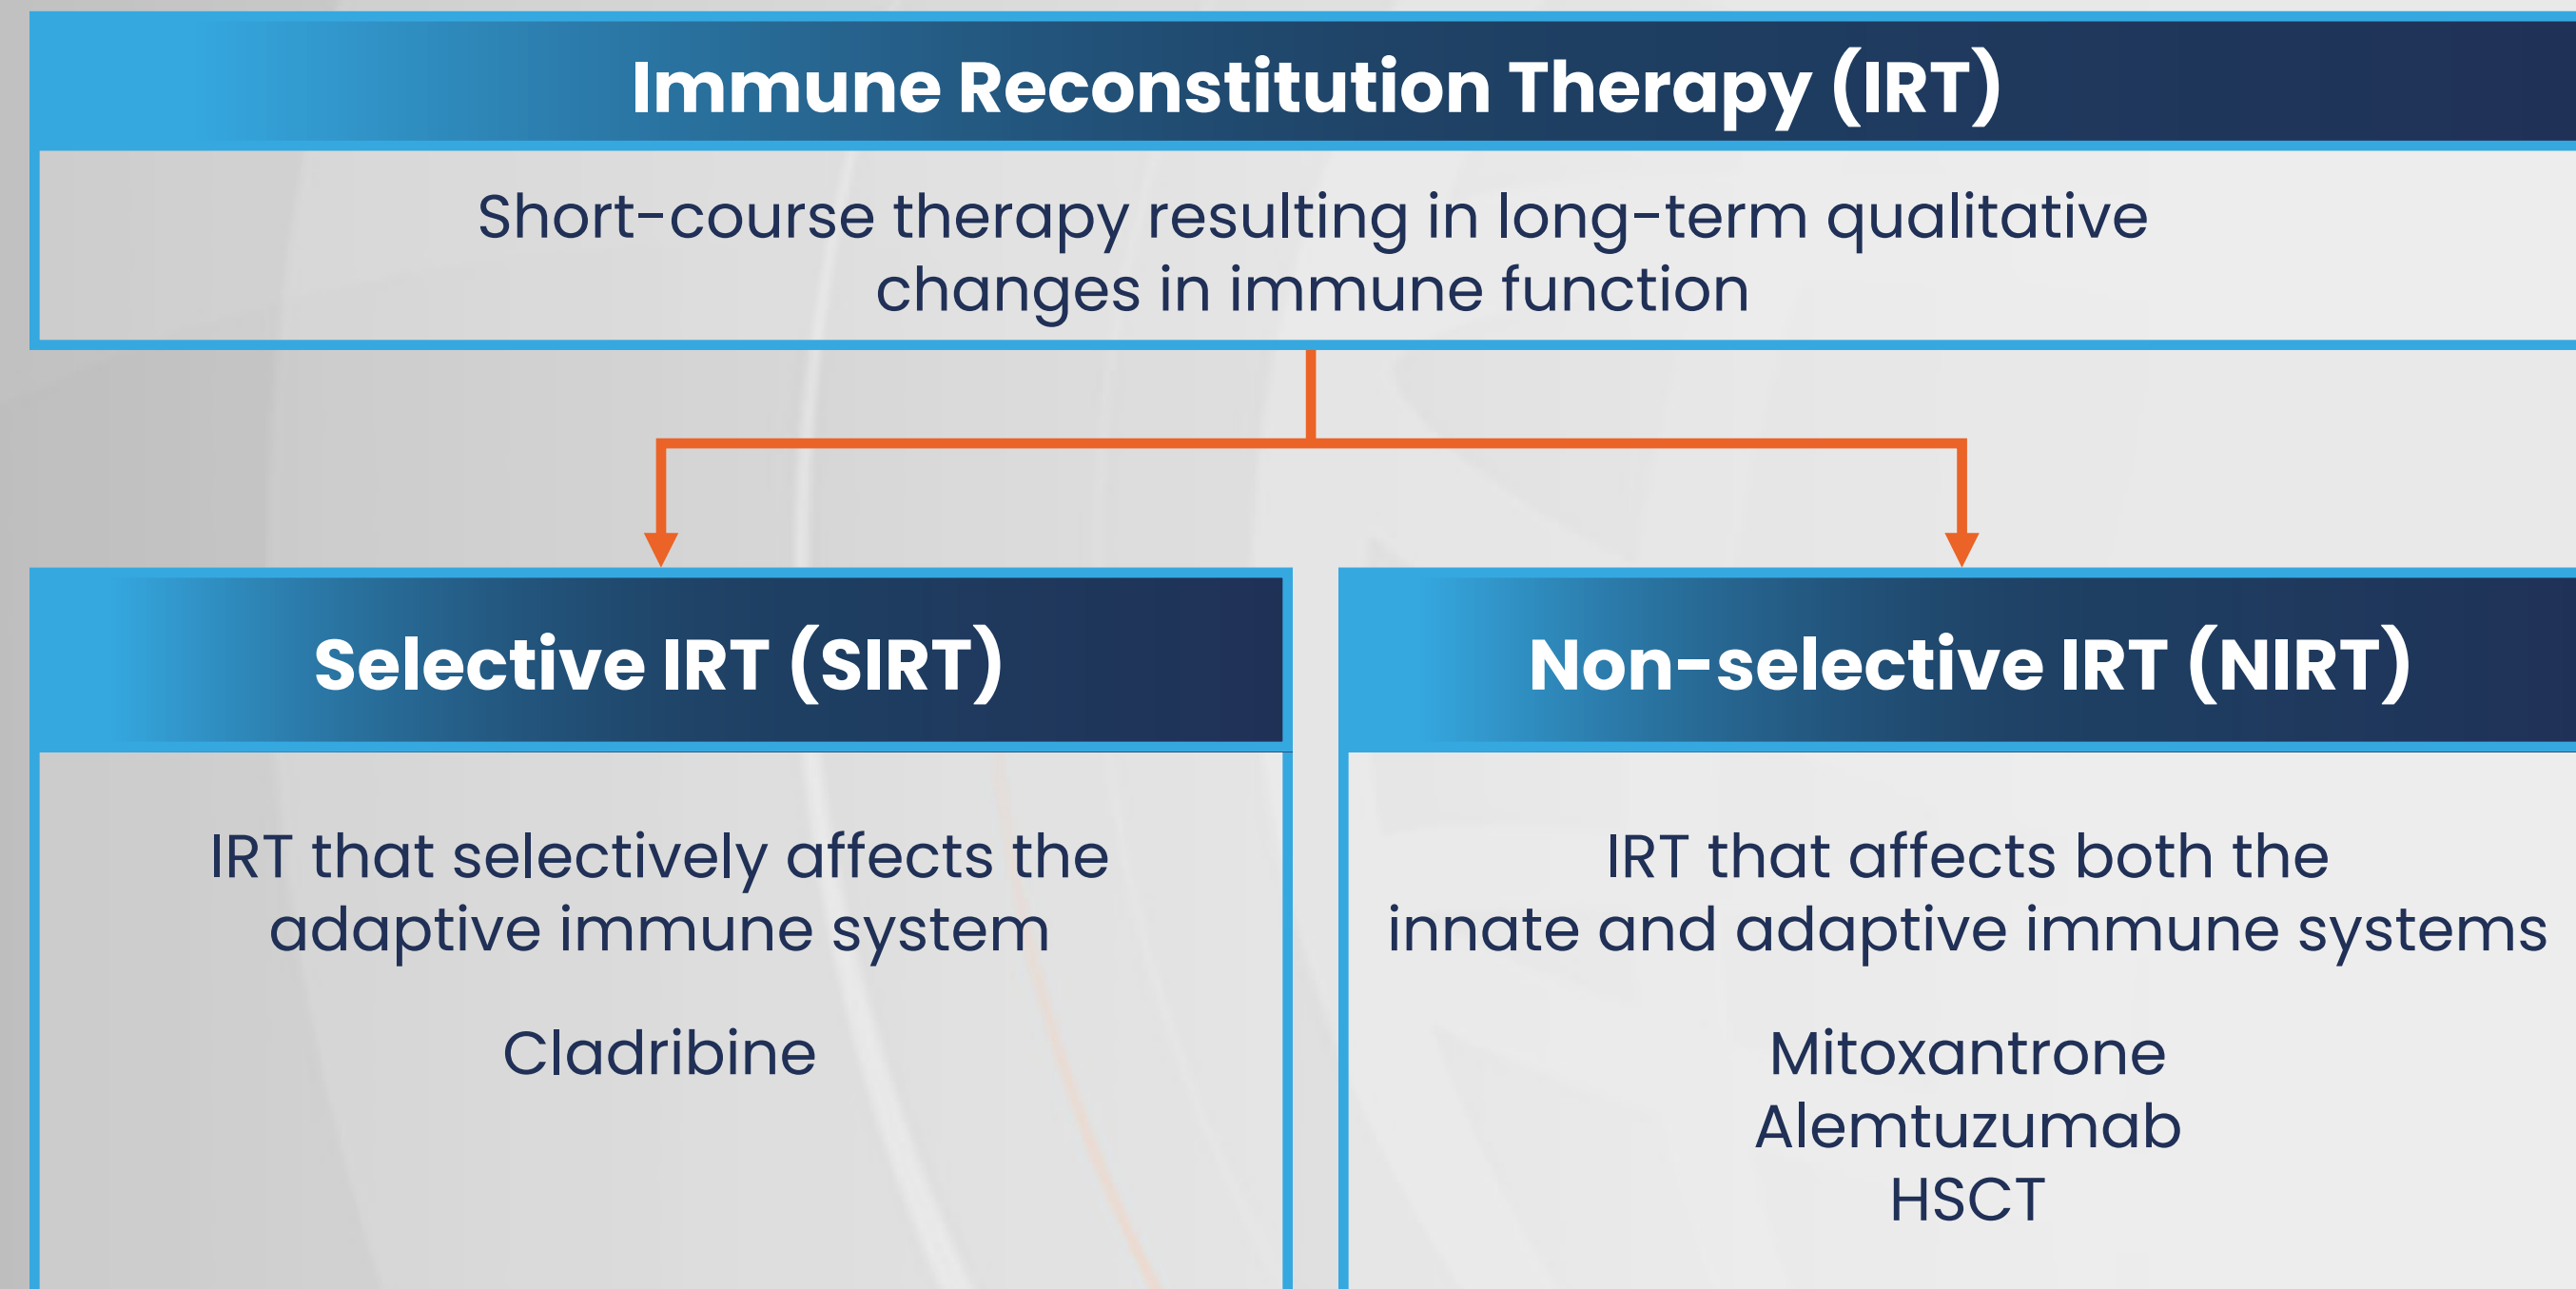 Immune Reconstitution Therapy (IRT)
Short-course therapy resulting in long-term qualitative
changes in immune function
Selective IRT (SIRT)
IRT that selectively affects the
adaptive immune system
Cladribine
Non-selective IRT (NIRT)
IRT that affects both the
innate and adaptive immune systems
Mitoxantrone
Alemtuzumab
HSCT